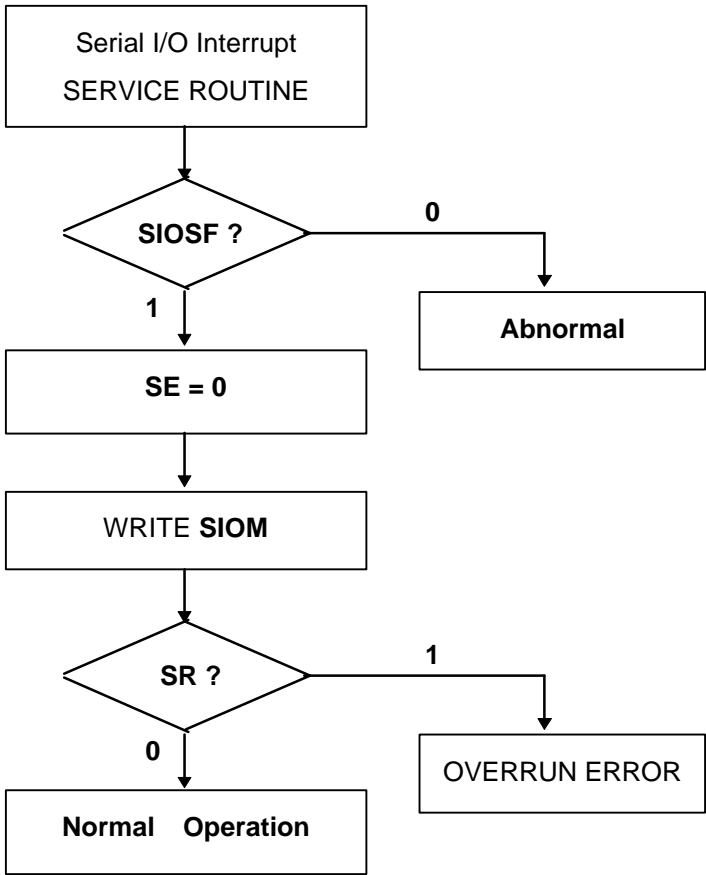 Serial I/O Interrupt
SERVICE ROUTINE
SIOSF ?
0
1
Abnormal
SE = 0
WRITE SIOM
SR ?
1
0
OVERRUN ERROR
Normal Operation